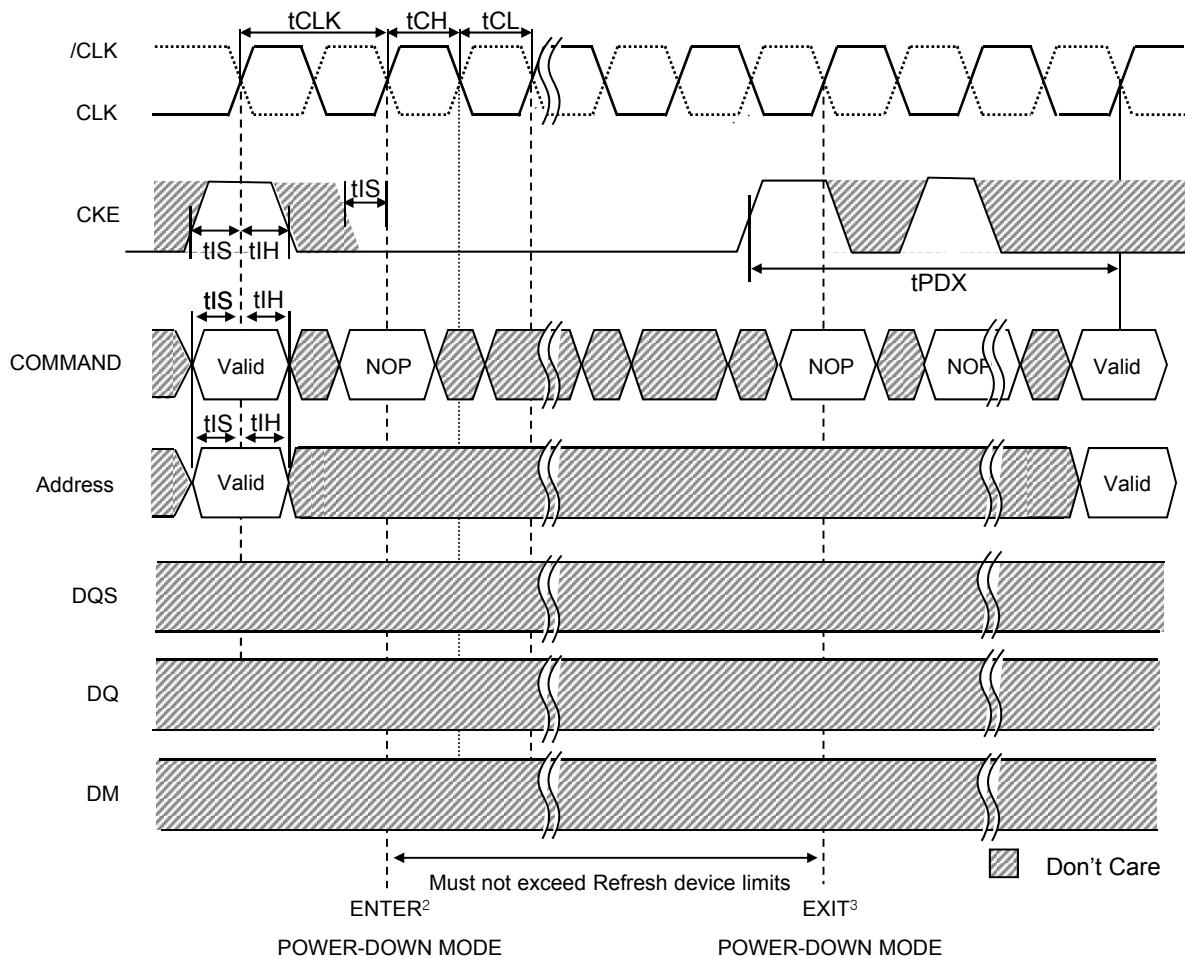 tCLK tCH tCL
/CLK
CLK
tIS
CKE
tIS tIH
tPDX
tIS tIH
COMMAND Valid NOP NOP NOP Valid
tIS tIH
Address Valid Valid
DQS
DQ
DM
Don't Care
Must not exceed Refresh device limits
ENTER² EXIT³
POWER-DOWN MODE POWER-DOWN MODE